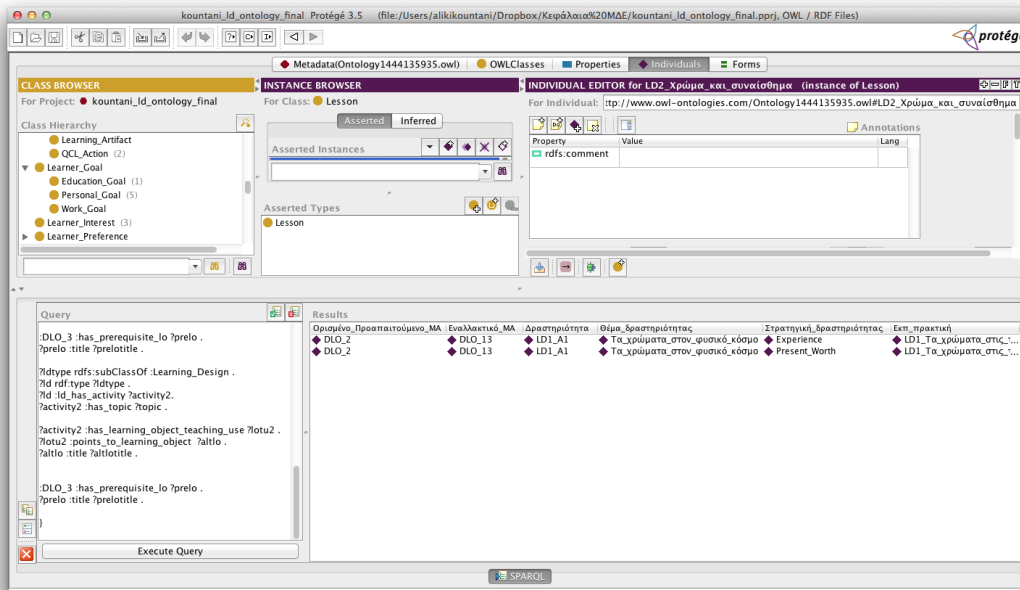 kountani_ld_ontology_final Protégé 3.5 (file:/Users/alikikountani/Dropbox/Κεφάλαια%20ΜΔΕ/kountani_ld_ontology_final.pprj, OWL / RDF Files)
protégé
Metadata(Ontology1444135935.owl) OWLClasses Properties Individuals Forms
CLASS BROWSER
For Project: kountani_ld_ontology_final
Class Hierarchy
Learning_Artifact
QCL_Action (2)
Learner_Goal
Education_Goal (1)
Personal_Goal (5)
Work_Goal
Learner_Interest (3)
Learner_Preference
INSTANCE BROWSER
For Class: Lesson
Asserted Inferred
Asserted Instances
Asserted Types
Lesson
INDIVIDUAL EDITOR for LD2_Χρώμα_και_συναίσθημα (instance of Lesson)
For Individual: ttp://www.owl-ontologies.com/Ontology1444135935.owl#LD2_Χρώμα_και_συναίσθημα
Annotations
Property Value Lang
rdfs:comment
Query
:DLO_3 :has_prerequisite_lo ?prelo .
?prelo :title ?prelotitle .
?ldtype rdfs:subClassOf :Learning_Design .
?ld rdf:type ?ldtype .
?ld :ld_has_activity ?activity2.
?activity2 :has_topic ?topic .
?activity2 :has_learning_object_teaching_use ?lotu2 .
?lotu2 :points_to_learning_object ?altlo .
?altlo :title ?altlotitle .
:DLO_3 :has_prerequisite_lo ?prelo .
?prelo :title ?prelotitle .
}
Execute Query
Results
Ορισμένο_Προαπαιτούμενο_ΜΑ Εναλλακτικό_ΜΑ Δραστηριότητα Θέμα_δραστηριότητας Στρατηγική_δραστηριότητας Εκπ_πρακτική
DLO_2 DLO_13 LD1_A1 Τα_χρώματα_στον_φυσικό_κόσμο Experience LD1_Τα_χρώματα_στις_τ...
DLO_2 DLO_13 LD1_A1 Τα_χρώματα_στον_φυσικό_κόσμο Present_Worth LD1_Τα_χρώματα_στις_τ...
SPARQL